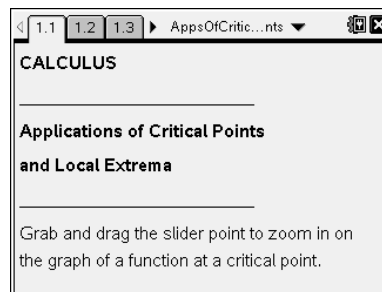 1.1 1.2 1.3 AppsOfCritic...nts
CALCULUS
Applications of Critical Points
and Local Extrema
Grab and drag the slider point to zoom in on
the graph of a function at a critical point.